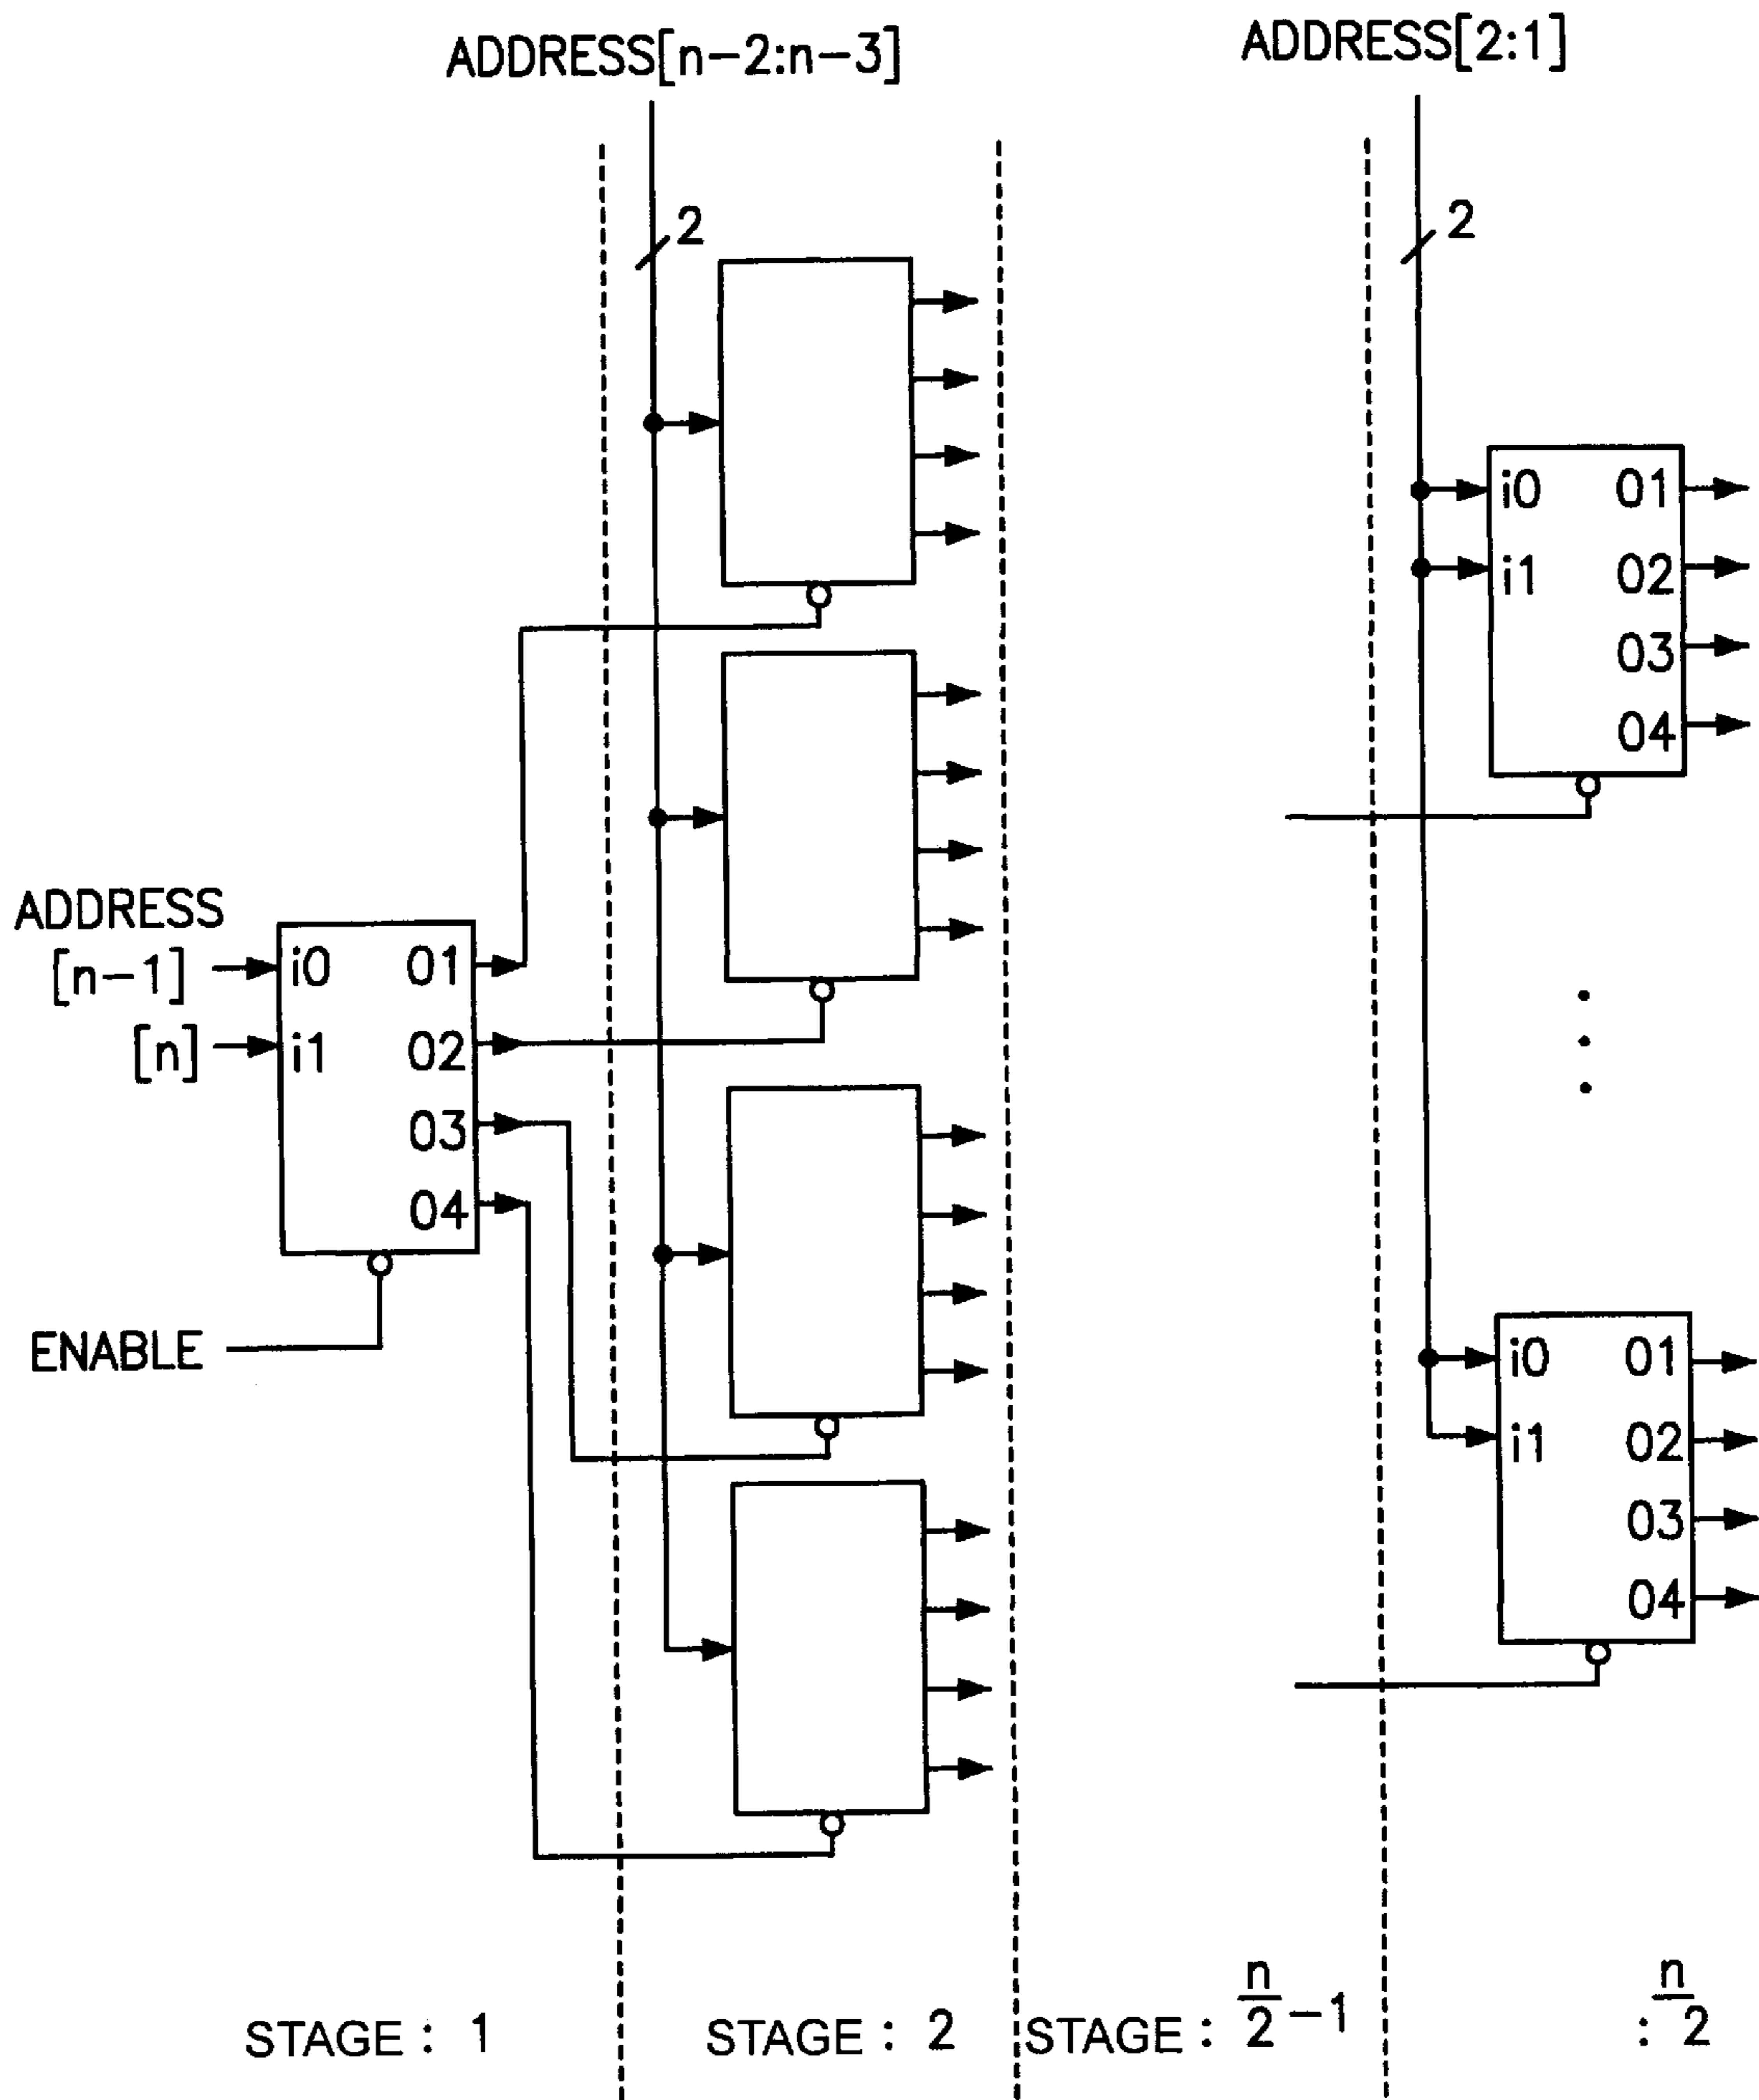 ADDRESS[n-2:n-3]
ADDRESS[2:1]
2
2
i0 01
i1 02
03
04
ADDRESS
[n-1]
[n]
i0 01
i1 02
03
04
ENABLE
i0 01
i1 02
03
04
STAGE : 1
STAGE : 2
STAGE : n/2 -1
: n/2